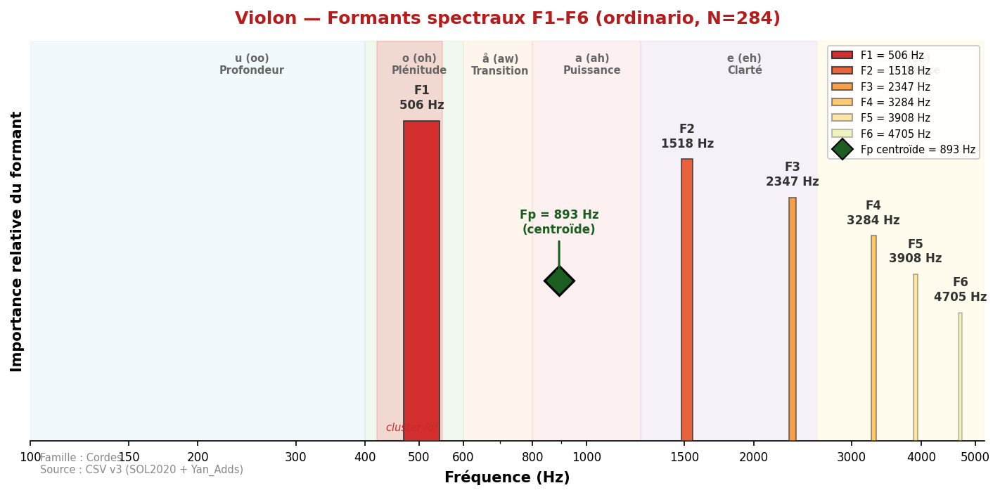 Violon — Formants spectraux F1–F6 (ordinario, N=284)
u (oo)
Profondeur
o (oh)
Plénitude
å (aw)
Transition
a (ah)
Puissance
e (eh)
Clarté
F1 = 506 Hz
F2 = 1518 Hz
F3 = 2347 Hz
F4 = 3284 Hz
F5 = 3908 Hz
F6 = 4705 Hz
Fp centroïde = 893 Hz
F1
506 Hz
F2
1518 Hz
F3
2347 Hz
F4
3284 Hz
F5
3908 Hz
F6
4705 Hz
Fp = 893 Hz
(centroïde)
cluster /o/
Importance relative du formant
100 150 200 300 400 500 600 800 1000 1500 2000 3000 4000 5000
Famille : Cordes
Source : CSV v3 (SOL2020 + Yan_Adds)
Fréquence (Hz)